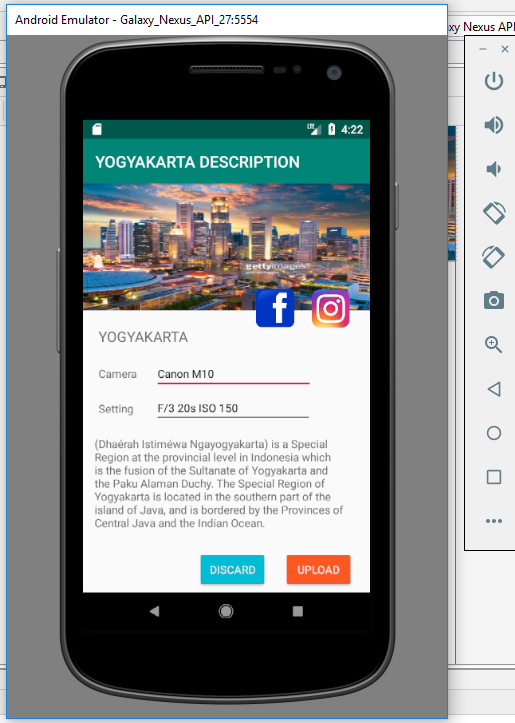 Android Emulator - Galaxy_Nexus_API_27:5554
xy Nexus API
LTE
4:22
YOGYAKARTA DESCRIPTION
gettyimages
YOGYAKARTA
Camera
Canon M10
Setting
F/3 20s ISO 150
(Dhaérah Istiméwa Ngayogyakarta) is a Special
Region at the provincial level in Indonesia which
is the fusion of the Sultanate of Yogyakarta and
the Paku Alaman Duchy. The Special Region of
Yogyakarta is located in the southern part of the
island of Java, and is bordered by the Provinces of
Central Java and the Indian Ocean.
DISCARD
UPLOAD